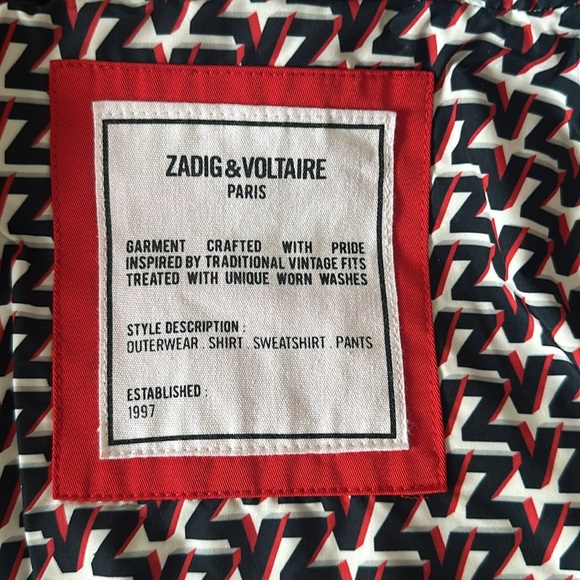 ZADIG&VOLTAIRE
PARIS
GARMENT CRAFTED WITH PRIDE
INSPIRED BY TRADITIONAL VINTAGE FITS
TREATED WITH UNIQUE WORN WASHES
STYLE DESCRIPTION :
OUTERWEAR . SHIRT . SWEATSHIRT . PANTS
ESTABLISHED :
1997